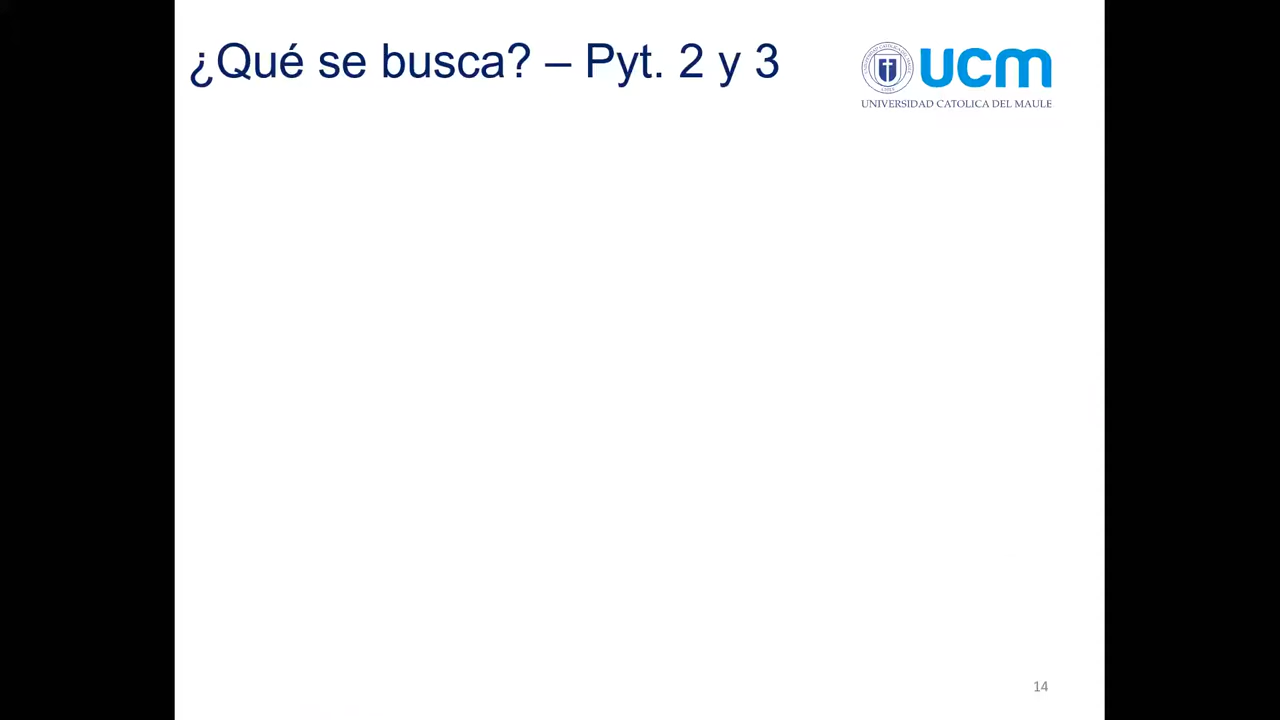 ¿Qué se busca? – Pyt. 2 y 3
ucm
UNIVERSIDAD CATOLICA DEL MAULE
14